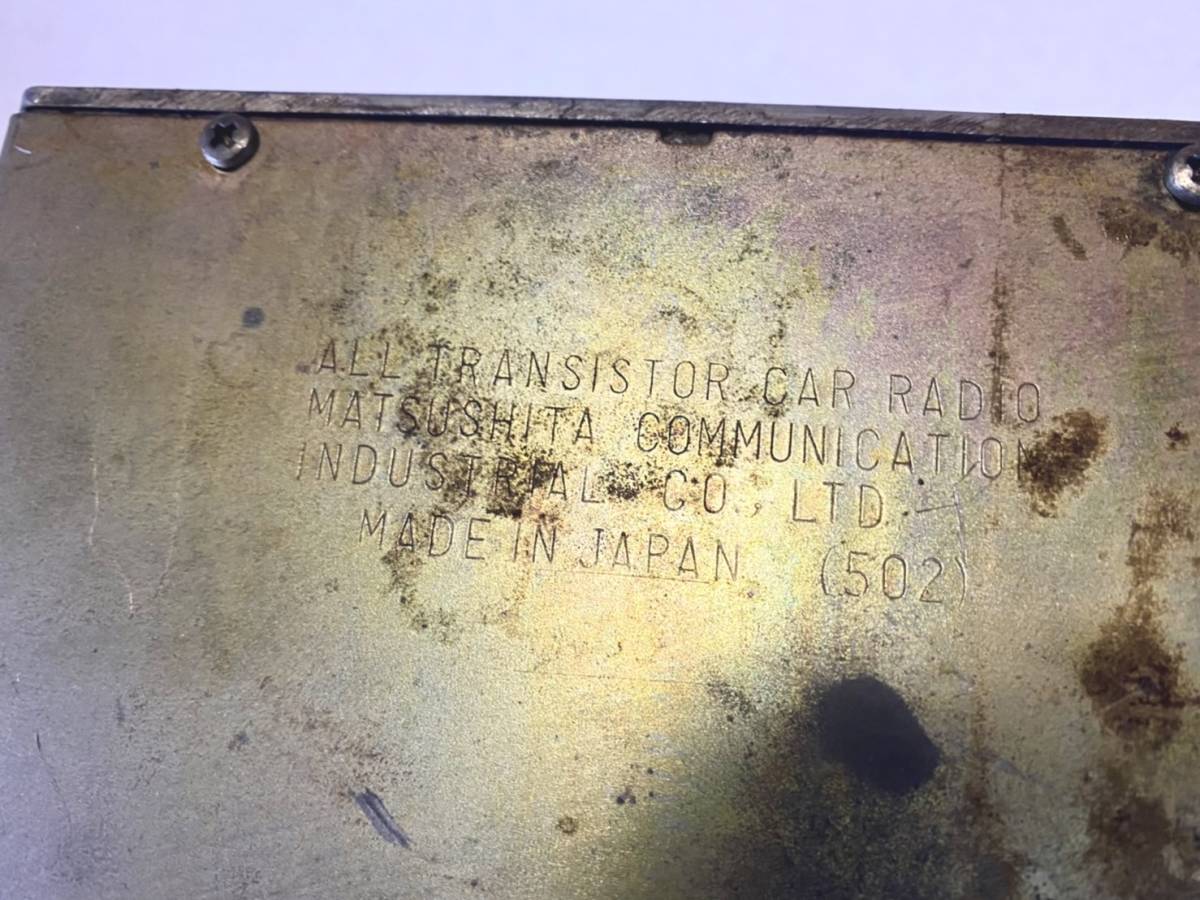 ALL TRANSISTOR CAR RADIO
MATSUSHITA COMMUNICATION
INDUSTRIAL CO., LTD.
MADE IN JAPAN (502)